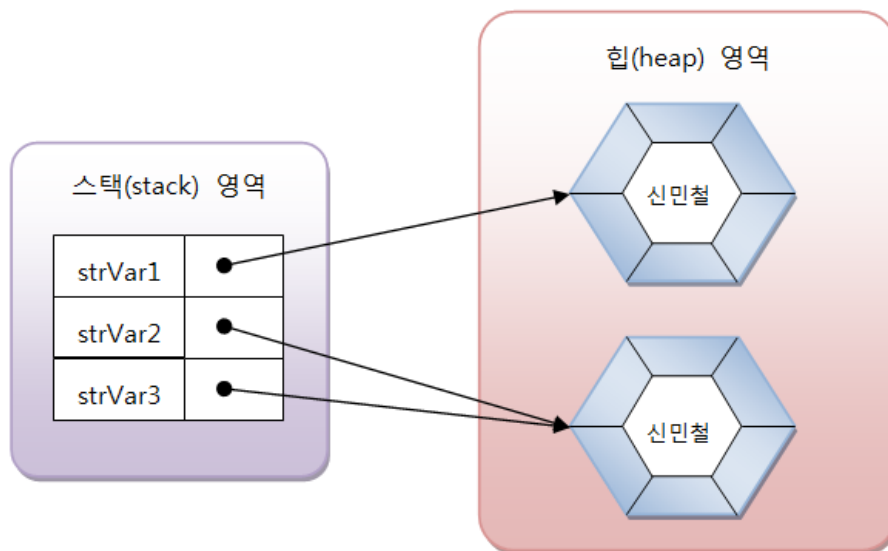 힙(heap) 영역
신민철
스택(stack) 영역
strVar1
strVar2
strVar3
신민철